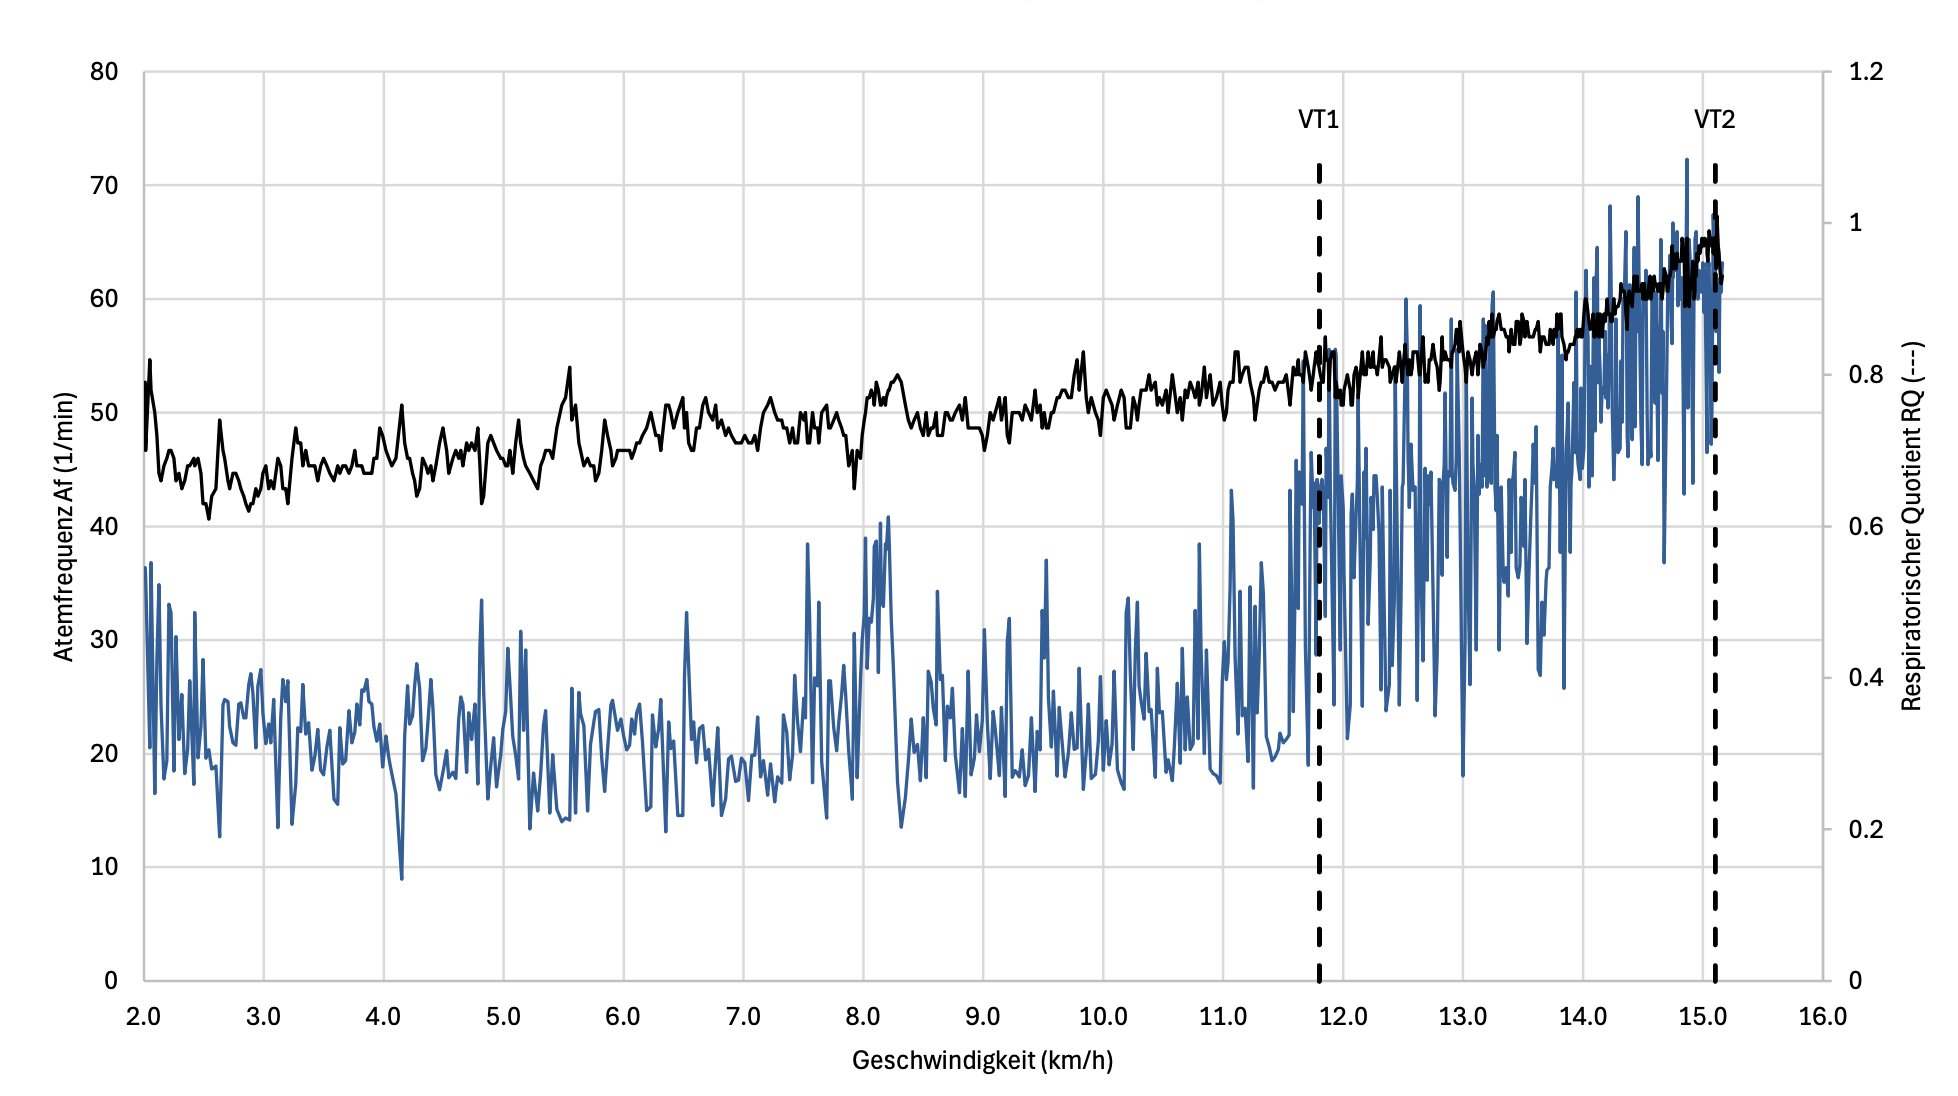 VT1
VT2
80
70
60
50
40
30
20
10
0
1.2
1
0.8
0.6
0.4
0.2
0
Atemfrequenz Af (1/min)
Respiratorischer Quotient RQ (---)
2.0 3.0 4.0 5.0 6.0 7.0 8.0 9.0 10.0 11.0 12.0 13.0 14.0 15.0 16.0
Geschwindigkeit (km/h)